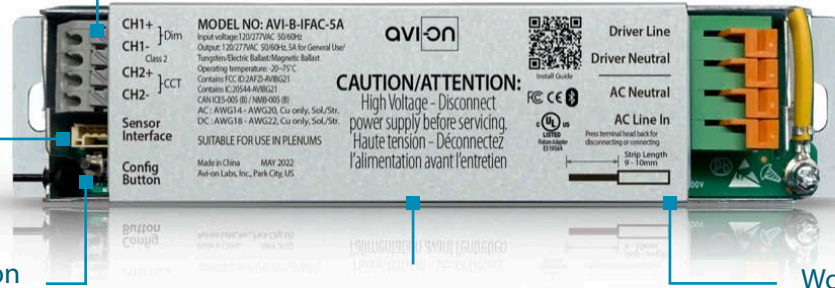 CH1+
CH1-
Dim
Class 2
CH2+
CH2-
CCT
Sensor
Interface
Config
Button
MODEL NO: AVI-B-IFAC-5A
Input voltage:120/277VAC 50/60Hz
Output: 120/277VAC 50/60Hz, 5A for General Use/
Tungsten/Electric Ballast/Magnetic Ballast
Operating temperature: -20~75°C
Contains FCC ID:2AFZI-AVIBG21
Contains IC:20544-AVIBG21
CAN ICES-005 (B) / NMB-005 (B)
AC : AWG14 - AWG20, Cu only, Sol./Str.
DC : AWG18 - AWG22, Cu only, Sol./Str.
SUITABLE FOR USE IN PLENUMS
Made in China MAY 2022
Avi-on Labs, Inc., Park City, US
avi-on
CAUTION/ATTENTION:
High Voltage - Disconnect
power supply before servicing.
Haute tension - Déconnectez
l'alimentation avant l'entretien
Install Guide
FC CE
UL US
LISTED
Driver Line
Driver Neutral
AC Neutral
AC Line In
Press terminal head back for
disconnecting or connecting
Strip Length
9 - 10mm
on
Wo